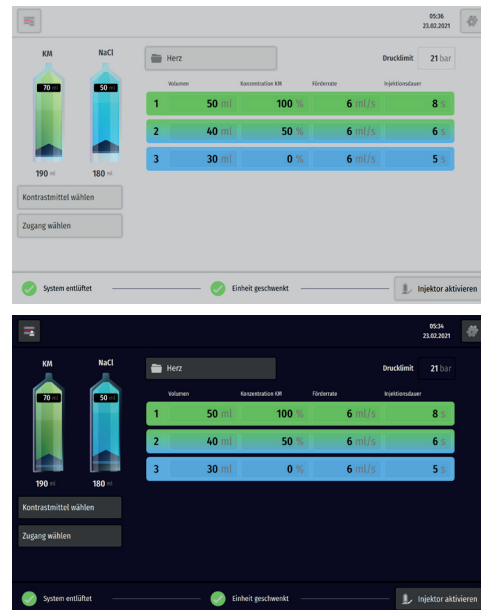 05:36
23.02.2021
KM NaCl
Herz
Drucklimit 21 bar
Volumen Konzentration KM Förderrate Injektionsdauer
70 ml 50 ml
1 50 ml 100 % 6 ml/s 8 s
2 40 ml 50 % 6 ml/s 6 s
3 30 ml 0 % 6 ml/s 5 s
190 ml 180 ml
Kontrastmittel wählen
Zugang wählen
System entlüftet Einheit geschwenkt Injektor aktivieren
05:34
23.02.2021
KM NaCl
Herz
Drucklimit 21 bar
Volumen Konzentration KM Förderrate Injektionsdauer
70 ml 50 ml
1 50 ml 100 % 6 ml/s 8 s
2 40 ml 50 % 6 ml/s 6 s
3 30 ml 0 % 6 ml/s 5 s
190 ml 180 ml
Kontrastmittel wählen
Zugang wählen
System entlüftet Einheit geschwenkt Injektor aktivieren